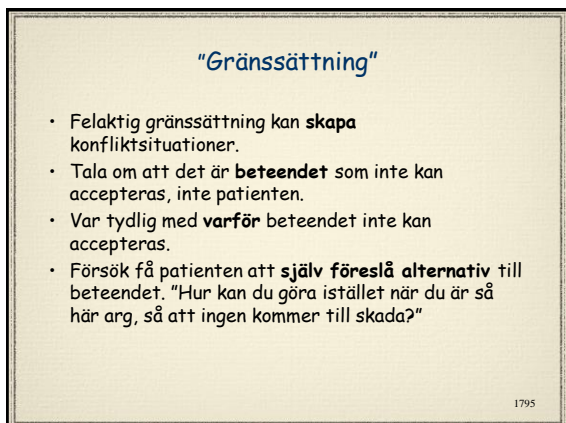 "Gränssättning"
• Felaktig gränssättning kan skapa
konfliktsituationer.
• Tala om att det är beteendet som inte kan
accepteras, inte patienten.
• Var tydlig med varför beteendet inte kan
accepteras.
• Försök få patienten att själv föreslå alternativ till
beteendet. "Hur kan du göra istället när du är så
här arg, så att ingen kommer till skada?"
1795